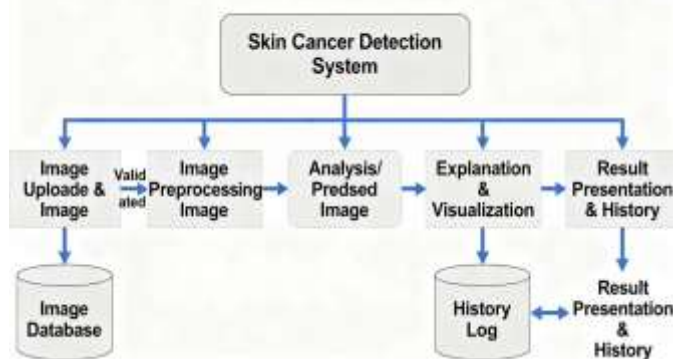 Skin Cancer Detection
System
Image
Uploade &
Image
Valid
ated
Image
Preprocessing
Image
Analysis/
Predsed
Image
Explanation
&
Visualization
Result
Presentation
& History
Image
Database
History
Log
Result
Presentation
&
History